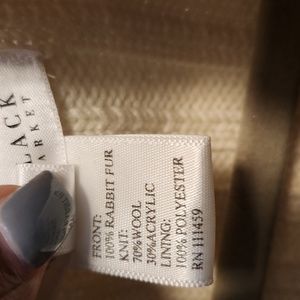 LACK
ARKET
FRONT:
100% RABBIT FUR
KNIT:
70%WOOL
30%ACRYLIC
LINING:
100% POLYESTER
RN 111459